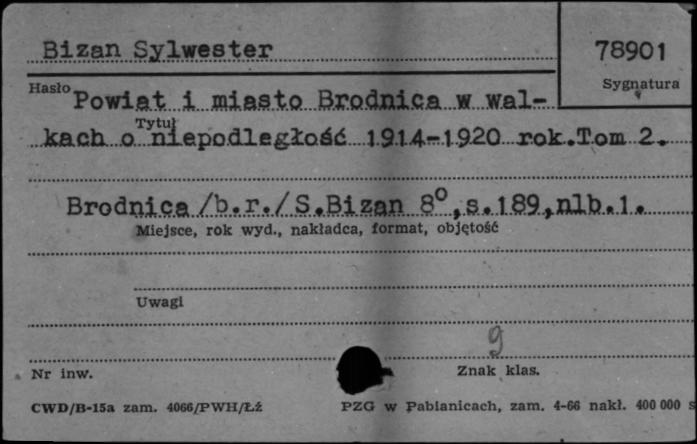 Bizan Sylwester
78901
Hasło
Sygnatura
Powiat i miasto Brodnica w wal-
Tytuł
kach o niepodległość 1914-1920 rok.Tom 2.
Brodnica /b.r./ S.Bizan 8°,s.189,nlb.1.
Miejsce, rok wyd., nakładca, format, objętość
Uwagi
9
Nr inw.
Znak klas.
CWD/B-15a zam. 4066/PWH/Łż
PZG w Pabianicach, zam. 4-66 nakł. 400 000 s